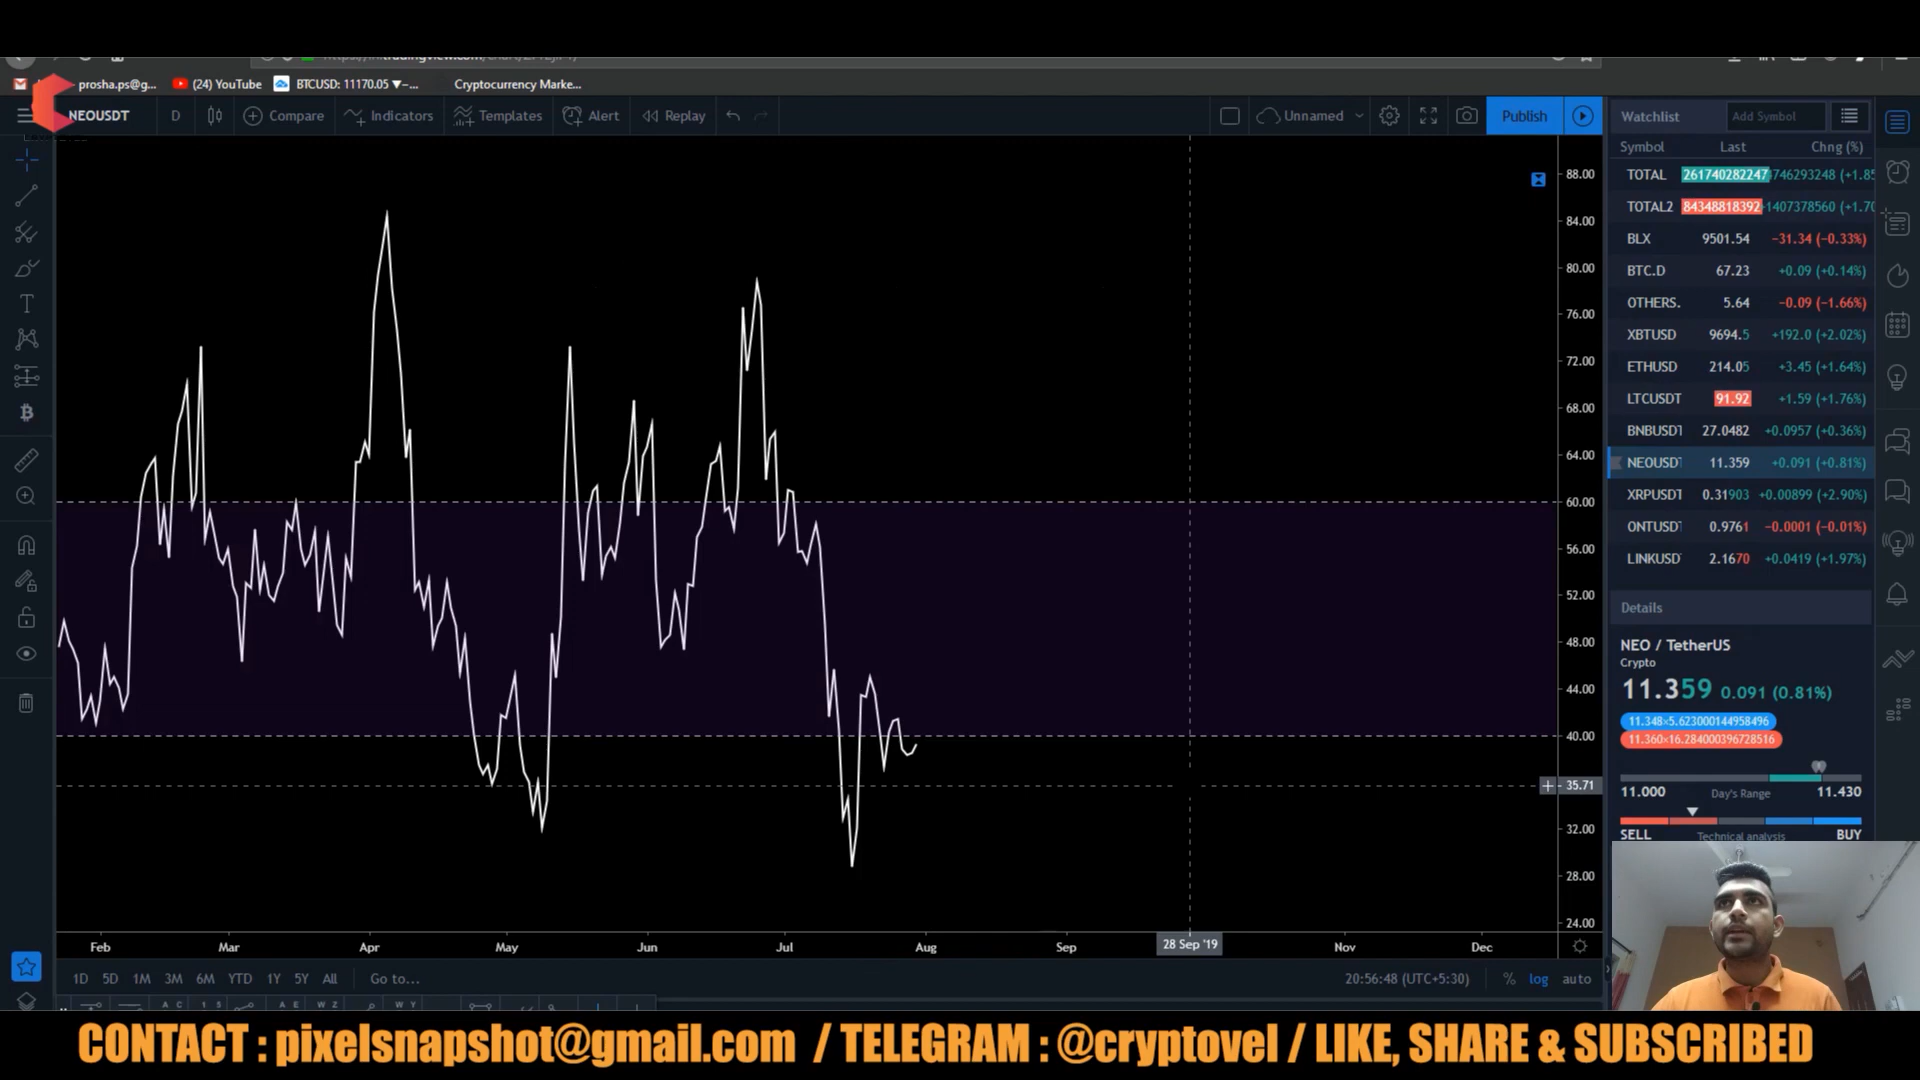 prosha.ps@g... (24) YouTube BTCUSD: 11170.05 ▼−... Cryptocurrency Marke...
NEOUSDT D Compare Indicators Templates Alert Replay Unnamed Publish
Watchlist Add Symbol
Symbol Last Chng (%)
TOTAL 261740282247 746293248 (+1.85
TOTAL2 84348818392 -1407378560 (+1.70
BLX 9501.54 −31.34 (−0.33%)
BTC.D 67.23 +0.09 (+0.14%)
OTHERS. 5.64 −0.09 (−1.66%)
XBTUSD 9694.5 +192.0 (+2.02%)
ETHUSD 214.05 +3.45 (+1.64%)
LTCUSDT 91.92 +1.59 (+1.76%)
BNBUSDT 27.0482 +0.0957 (+0.36%)
NEOUSDT 11.359 +0.091 (+0.81%)
XRPUSDT 0.31903 +0.00899 (+2.90%)
ONTUSDT 0.9761 −0.0001 (−0.01%)
LINKUSD 2.1670 +0.0419 (+1.97%)
Details
NEO / TetherUS
Crypto
11.359 0.091 (0.81%)
11.348×5.623000144958496
11.360×16.284000396728516
11.000 Day's Range 11.430
SELL Technical analysis BUY
88.00
84.00
80.00
76.00
72.00
68.00
64.00
60.00
56.00
52.00
48.00
44.00
40.00
35.71
32.00
28.00
24.00
Feb Mar Apr May Jun Jul Aug Sep 28 Sep '19 Nov Dec
1D 5D 1M 3M 6M YTD 1Y 5Y All Go to... 20:56:48 (UTC+5:30) % log auto
CONTACT : pixelsnapshot@gmail.com / TELEGRAM : @cryptovel / LIKE, SHARE & SUBSCRIBED